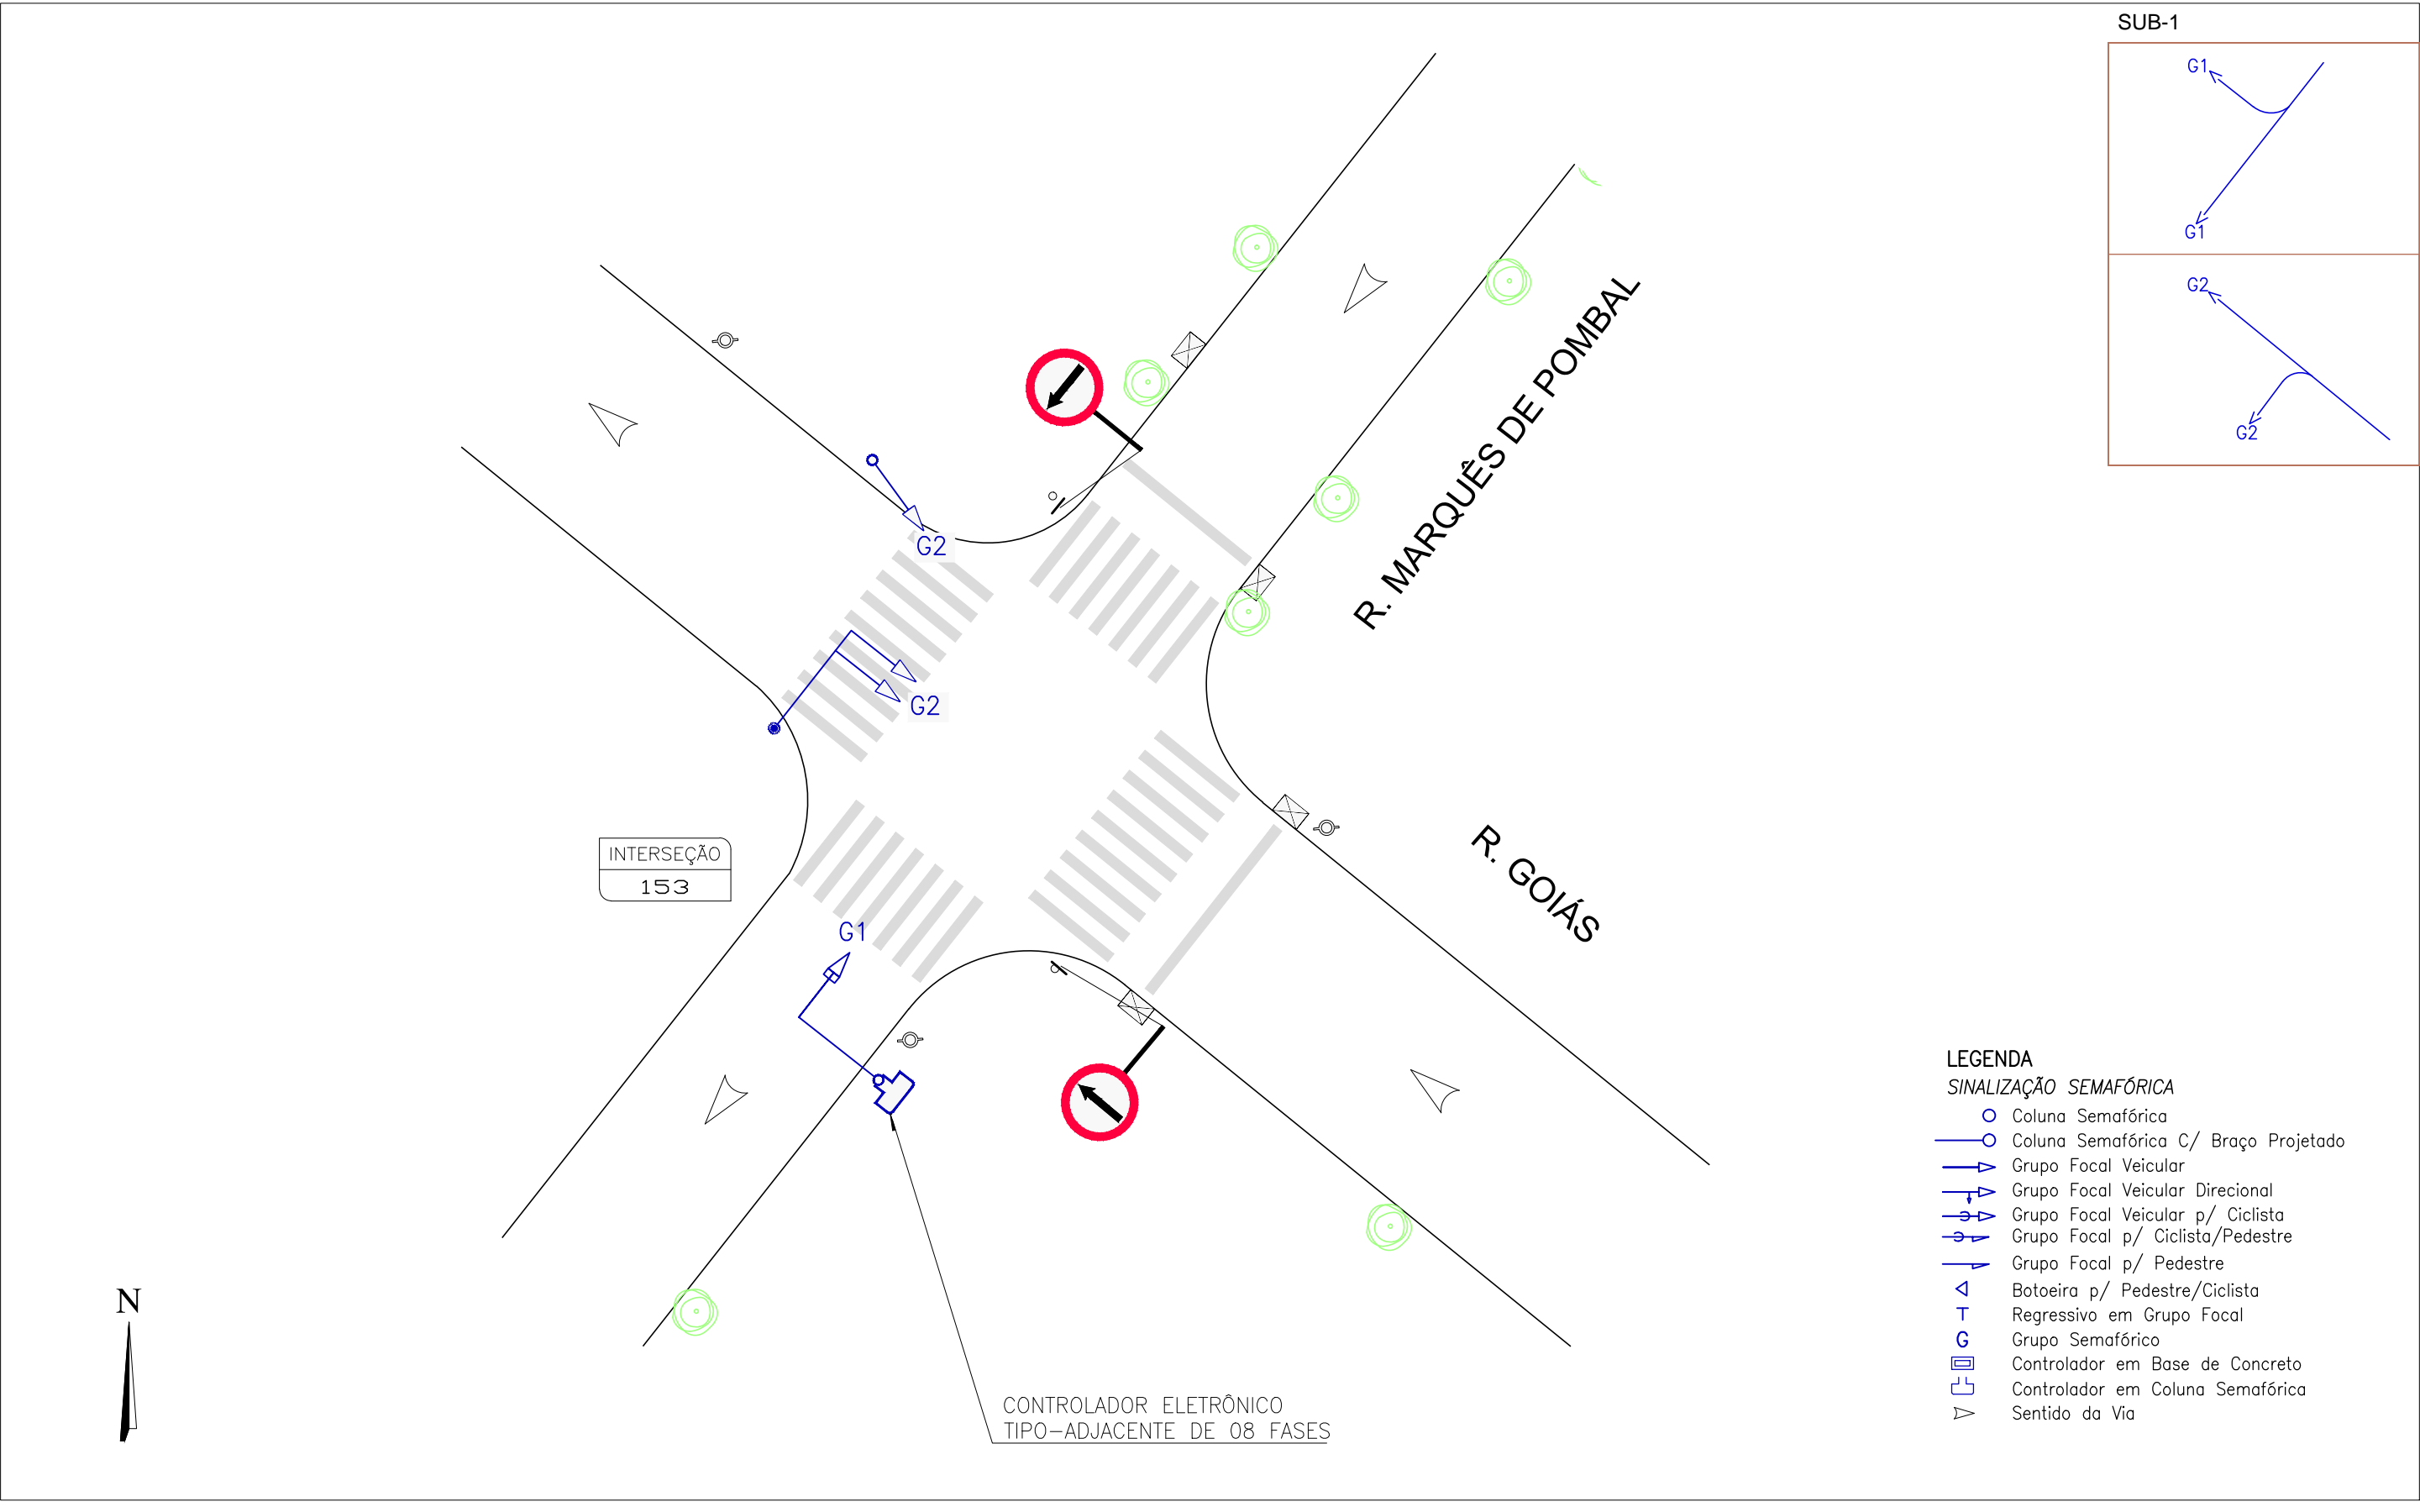 SUB-1
G1
G1
G2
G2
R. MARQUÊS DE POMBAL
G2
G2
R. GOIÁS
INTERSEÇÃO
153
G1
CONTROLADOR ELETRÔNICO
TIPO-ADJACENTE DE 08 FASES
N
LEGENDA
SINALIZAÇÃO SEMAFÓRICA
Coluna Semafórica
Coluna Semafórica C/ Braço Projetado
Grupo Focal Veicular
Grupo Focal Veicular Direcional
Grupo Focal Veicular p/ Ciclista
Grupo Focal p/ Ciclista/Pedestre
Grupo Focal p/ Pedestre
Botoeira p/ Pedestre/Ciclista
T Regressivo em Grupo Focal
G Grupo Semafórico
Controlador em Base de Concreto
Controlador em Coluna Semafórica
Sentido da Via